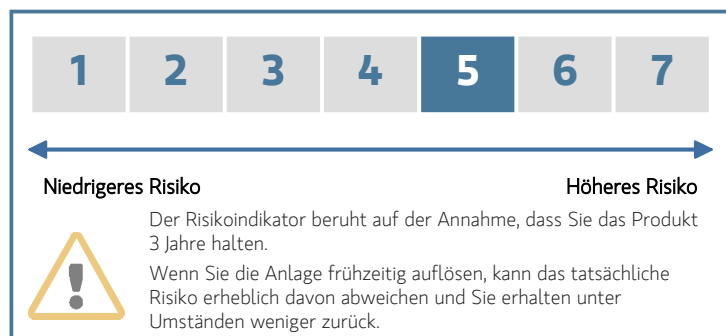 1 2 3 4 5 6 7
Niedrigeres Risiko Höheres Risiko
Der Risikoindikator beruht auf der Annahme, dass Sie das Produkt
3 Jahre halten.
Wenn Sie die Anlage frühzeitig auflösen, kann das tatsächliche
Risiko erheblich davon abweichen und Sie erhalten unter
Umständen weniger zurück.